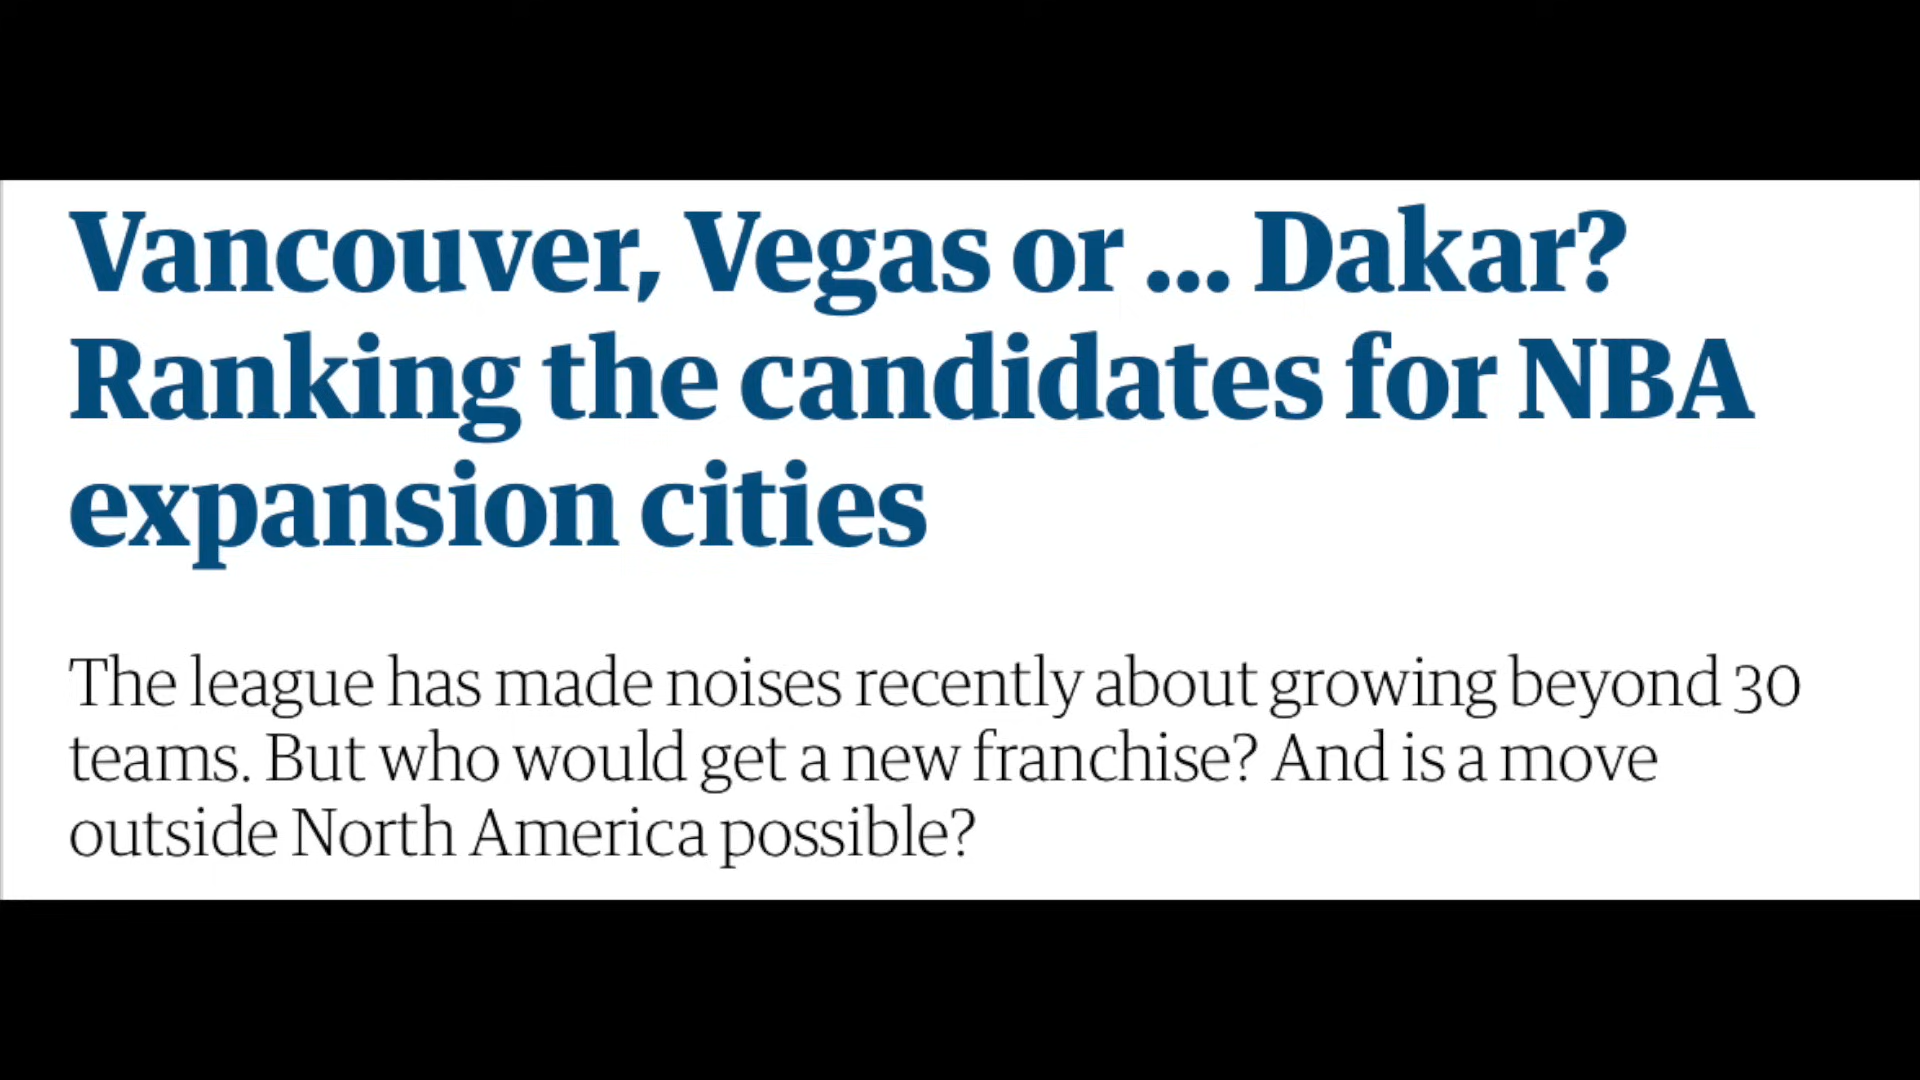 Vancouver, Vegas or ... Dakar?
Ranking the candidates for NBA
expansion cities
The league has made noises recently about growing beyond 30
teams. But who would get a new franchise? And is a move
outside North America possible?